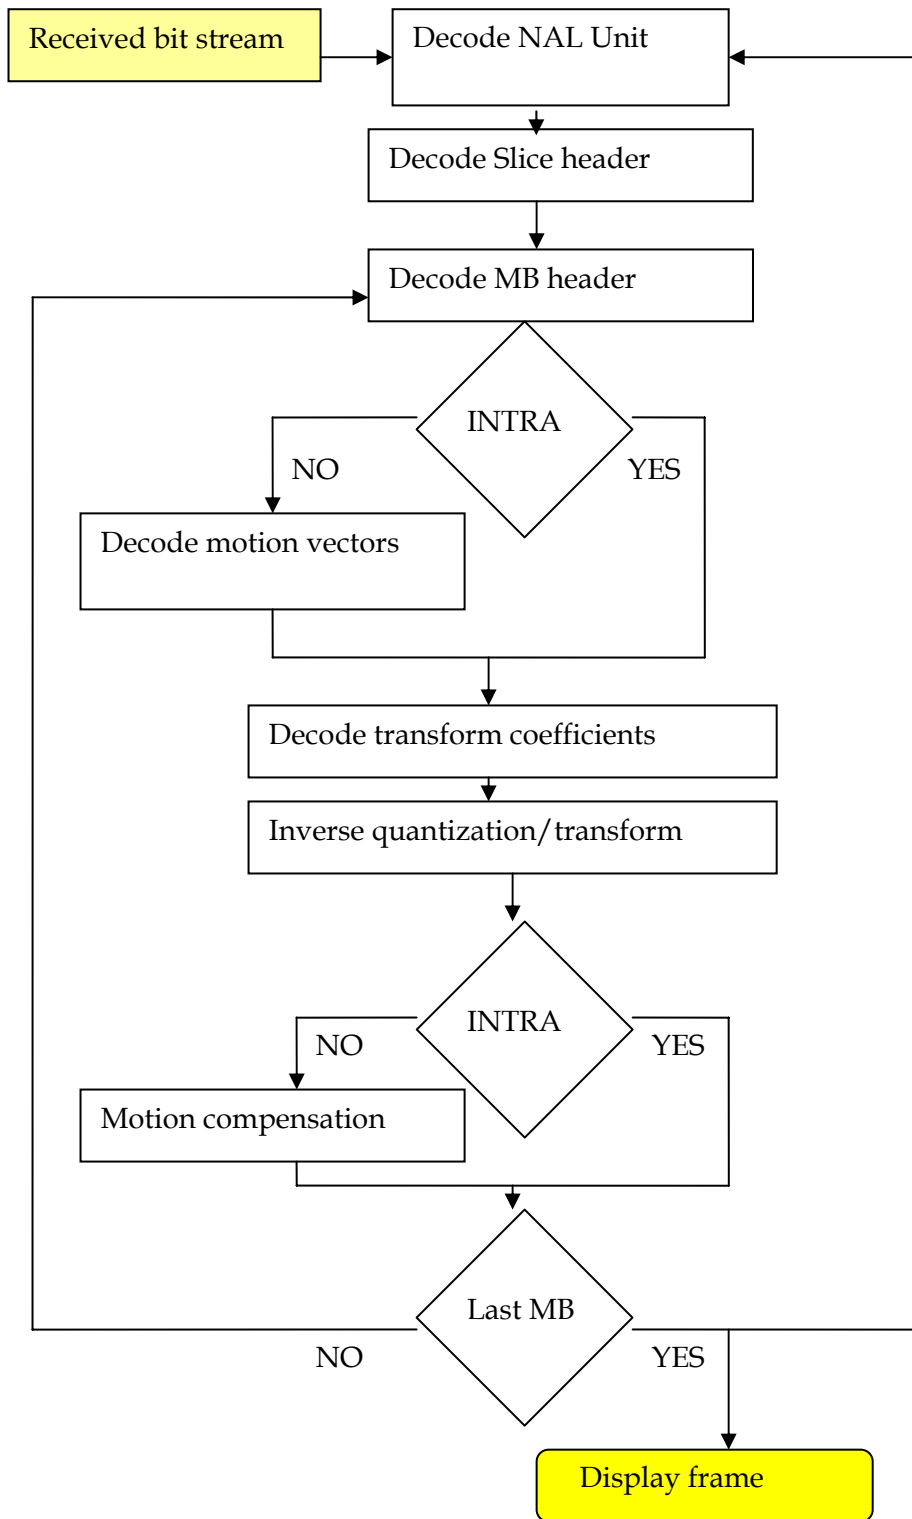 Received bit stream
Decode NAL Unit
Decode Slice header
Decode MB header
INTRA
NO
YES
Decode motion vectors
Decode transform coefficients
Inverse quantization/transform
INTRA
NO
YES
Motion compensation
Last MB
NO
YES
Display frame